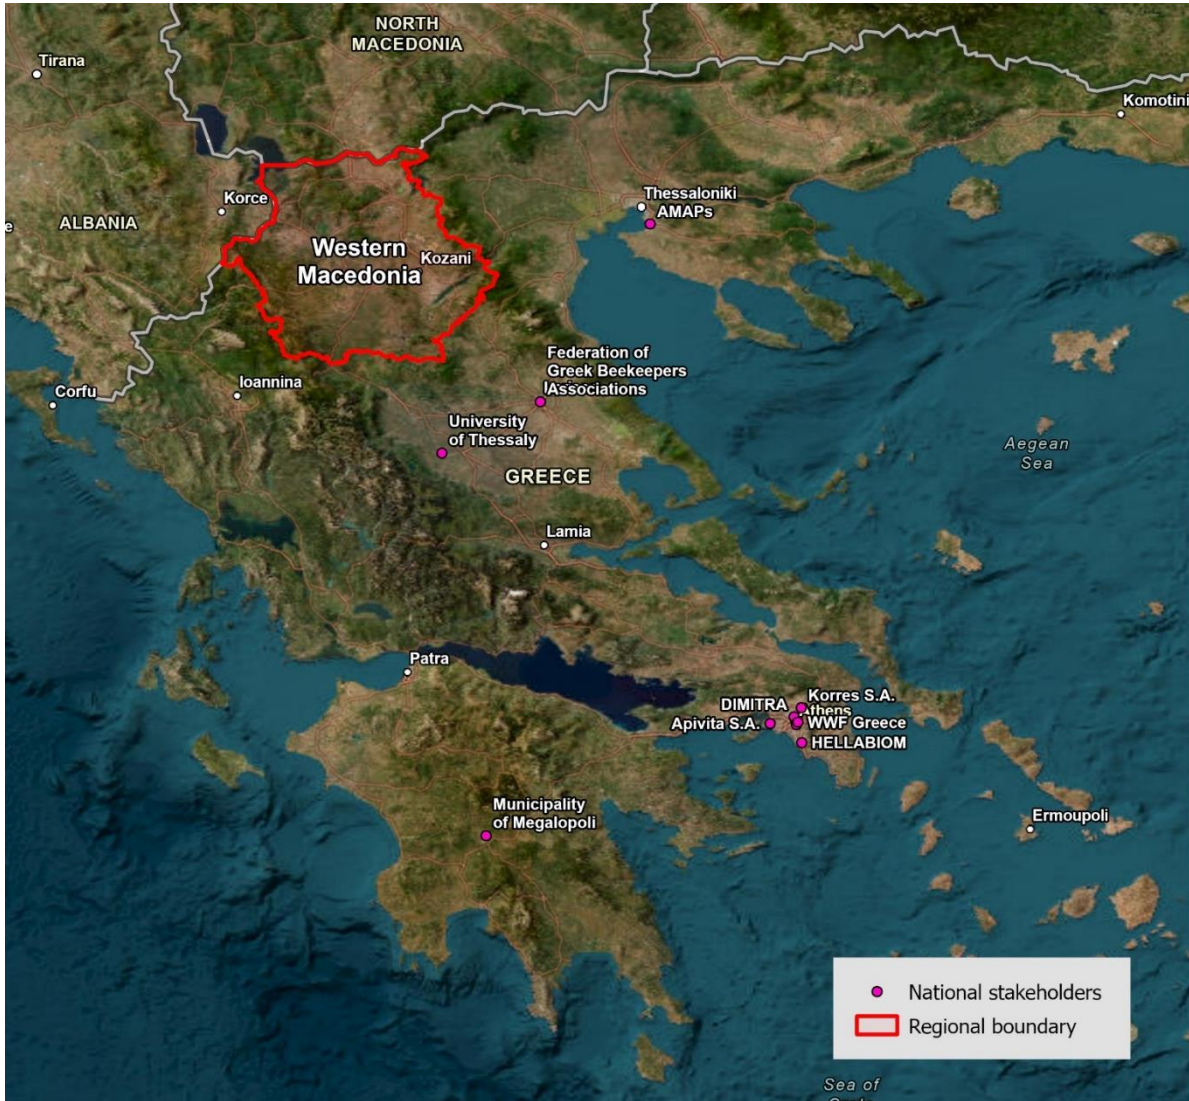 NORTH
MACEDONIA
Tirana
Komotini
Thessaloniki
AMAPs
Korce
ALBANIA
e
Western
Macedonia
Kozani
Federation of
Greek Beekeepers
Associations
Ioannina
Corfu
University
of Thessaly
Aegean
Sea
GREECE
Lamia
Patra
Korres S.A.
DIMITRA
Athens
Apivita S.A.
WWF Greece
HELLABIOM
Municipality
of Megalopoli
Ermoupoli
National stakeholders
Regional boundary
Sea of